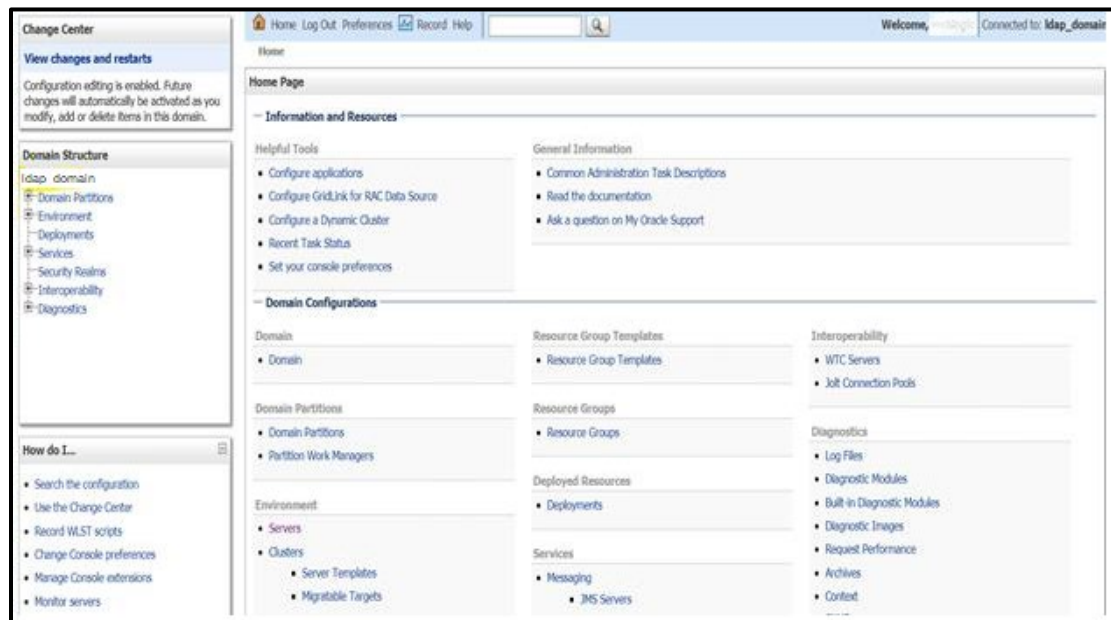 Change Center
View changes and restarts
Configuration editing is enabled. Future
changes will automatically be activated as you
modify, add or delete items in this domain.
Domain Structure
ldap_domain
Domain Partitions
Environment
Deployments
Services
Security Realms
Interoperability
Diagnostics
How do I...
Search the configuration
Use the Change Center
Record WLST scripts
Change Console preferences
Manage Console extensions
Monitor servers
Home Log Out Preferences Record Help
Welcome, Connected to: ldap_domain
Home
Home Page
Information and Resources
Helpful Tools
Configure applications
Configure GridLink for RAC Data Source
Configure a Dynamic Cluster
Recent Task Status
Set your console preferences
General Information
Common Administration Task Descriptions
Read the documentation
Ask a question on My Oracle Support
Domain Configurations
Domain
Domain
Domain Partitions
Domain Partitions
Partition Work Managers
Environment
Servers
Clusters
Server Templates
Migratable Targets
Resource Group Templates
Resource Group Templates
Resource Groups
Resource Groups
Deployed Resources
Deployments
Services
Messaging
JMS Servers
Interoperability
WTC Servers
Jolt Connection Pools
Diagnostics
Log Files
Diagnostic Modules
Built-in Diagnostic Modules
Diagnostic Images
Request Performance
Archives
Context